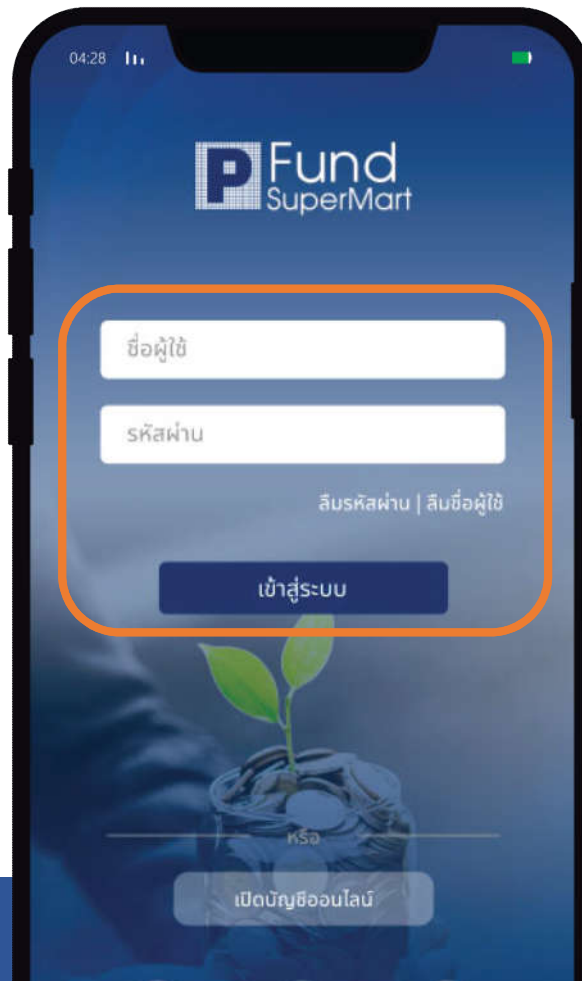 04:28
P Fund
SuperMart
ชื่อผู้ใช้
รหัสผ่าน
ลืมรหัสผ่าน | ลืมชื่อผู้ใช้
เข้าสู่ระบบ
หรือ
เปิดบัญชีออนไลน์